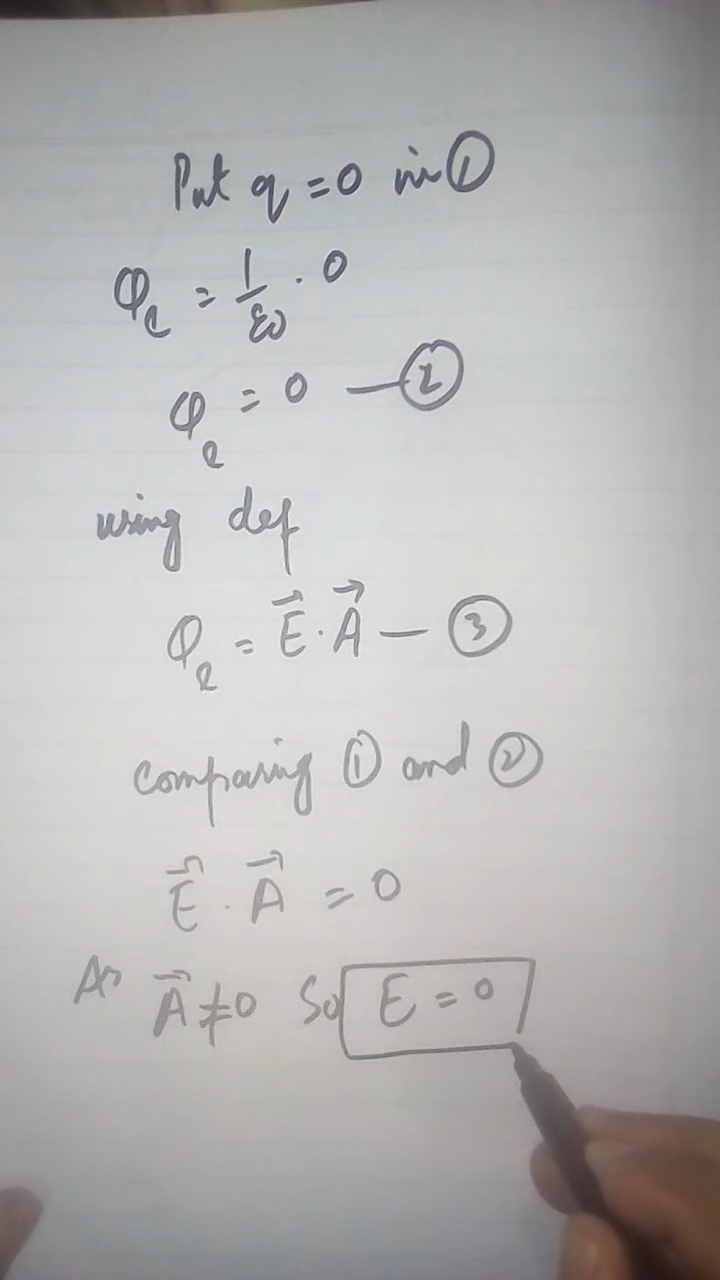 Put q = 0 in ①
φe = 1/ε0 . 0
φe = 0 — ②
using def
φe = E⃗ . A⃗ — ③
Comparing ① and ②
E⃗ . A⃗ = 0
As A⃗ ≠ 0 So E = 0